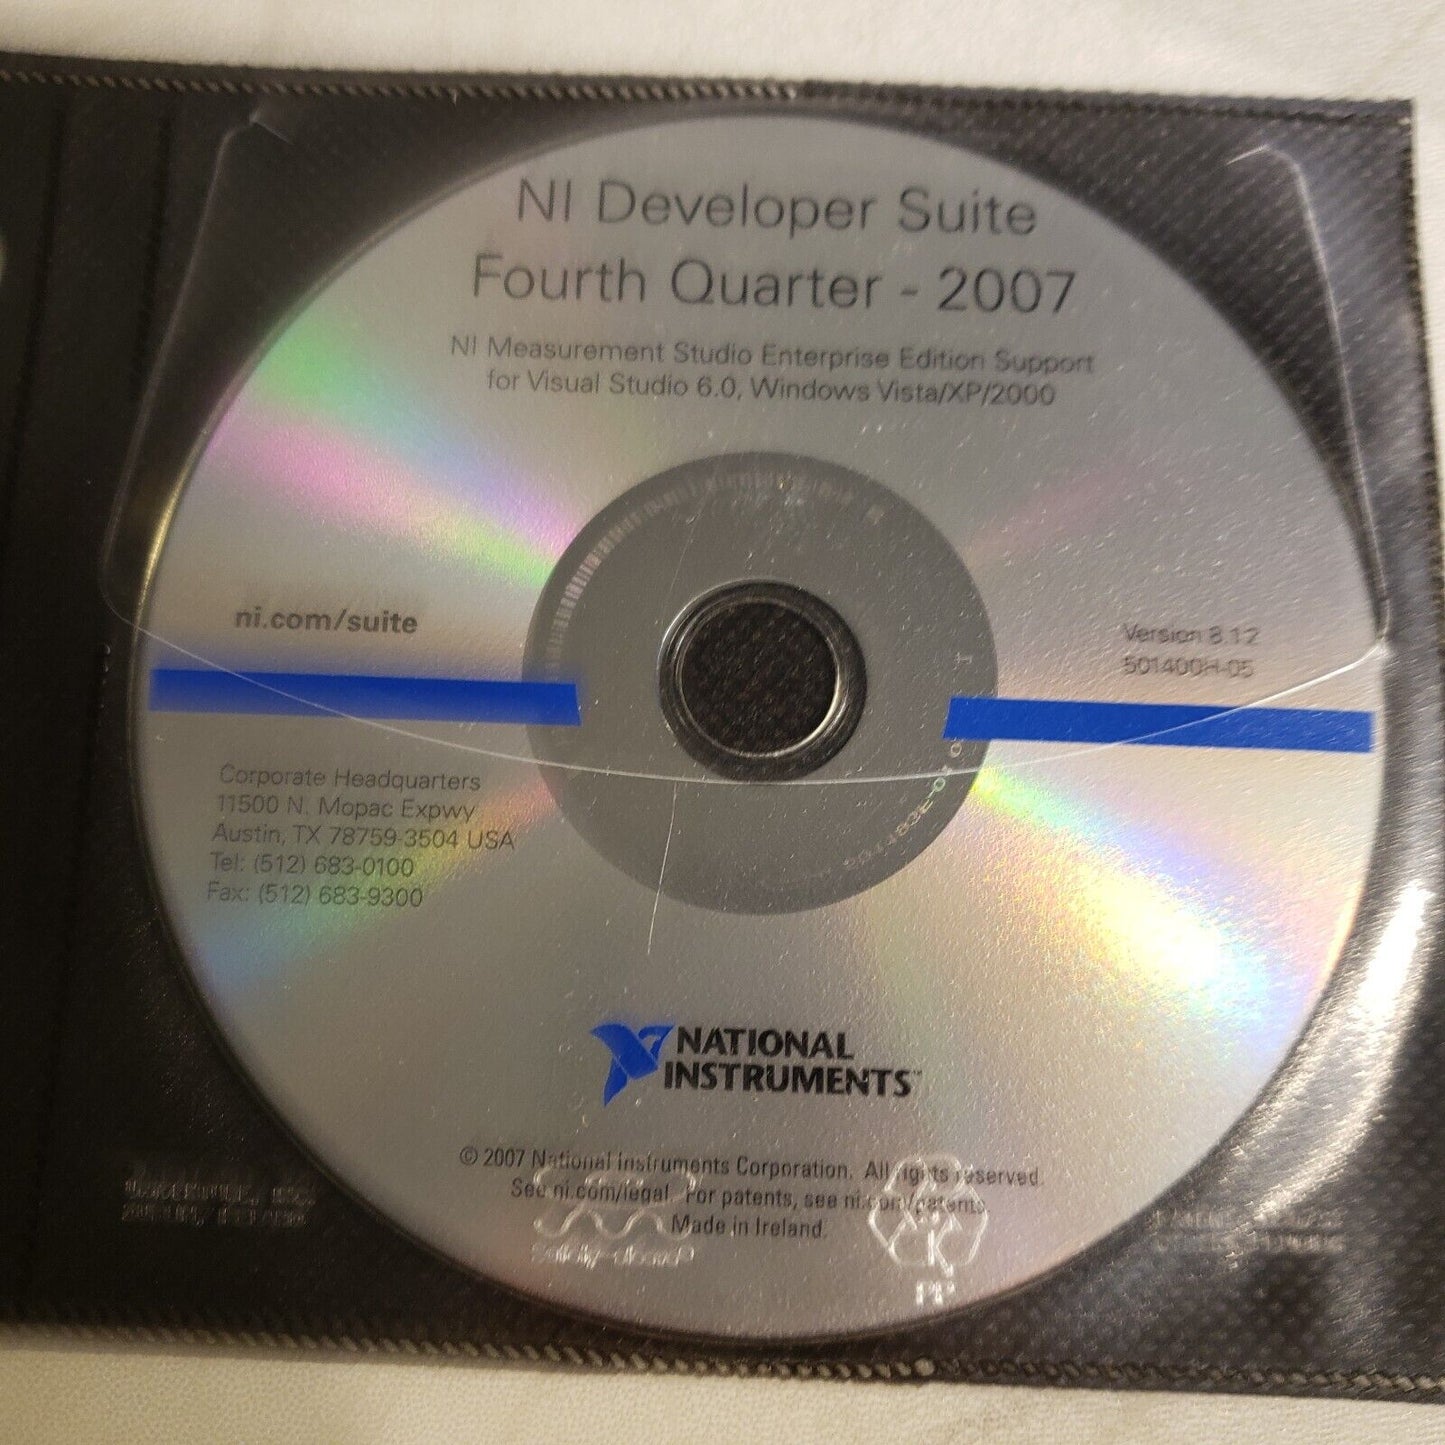 NI Developer Suite
Fourth Quarter - 2007
NI Measurement Studio Enterprise Edition Support
for Visual Studio 6.0, Windows Vista/XP/2000
ni.com/suite
Version 8.12
501400H-05
Corporate Headquarters
11500 N. Mopac Expwy
Austin, TX 78759-3504 USA
Tel: (512) 683-0100
Fax: (512) 683-9300
NATIONAL
INSTRUMENTS™
© 2007 National Instruments Corporation. All rights reserved.
See ni.com/legal. For patents, see ni.com/patents.
Made in Ireland.
PP